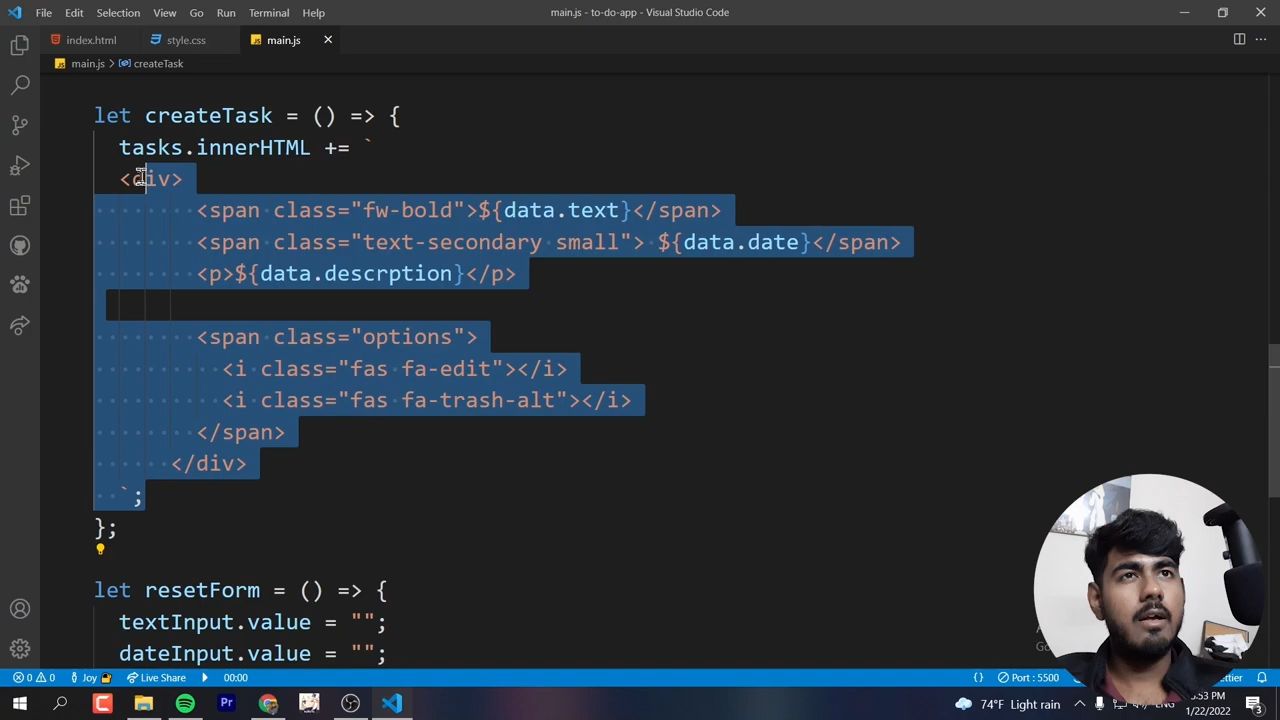 File Edit Selection View Go Run Terminal Help
main.js - to-do-app - Visual Studio Code
index.html
style.css
main.js
main.js > createTask
let createTask = () => {
tasks.innerHTML += `
<div>
<span class="fw-bold">${data.text}</span>
<span class="text-secondary small"> ${data.date}</span>
<p>${data.descrption}</p>
<span class="options">
<i class="fas fa-edit"></i>
<i class="fas fa-trash-alt"></i>
</span>
</div>
`;
};
let resetForm = () => {
textInput.value = "";
dateInput.value = "";
0 0 Joy Live Share 00:00 {} Port : 5500
74°F Light rain ENG
1/22/2022
3